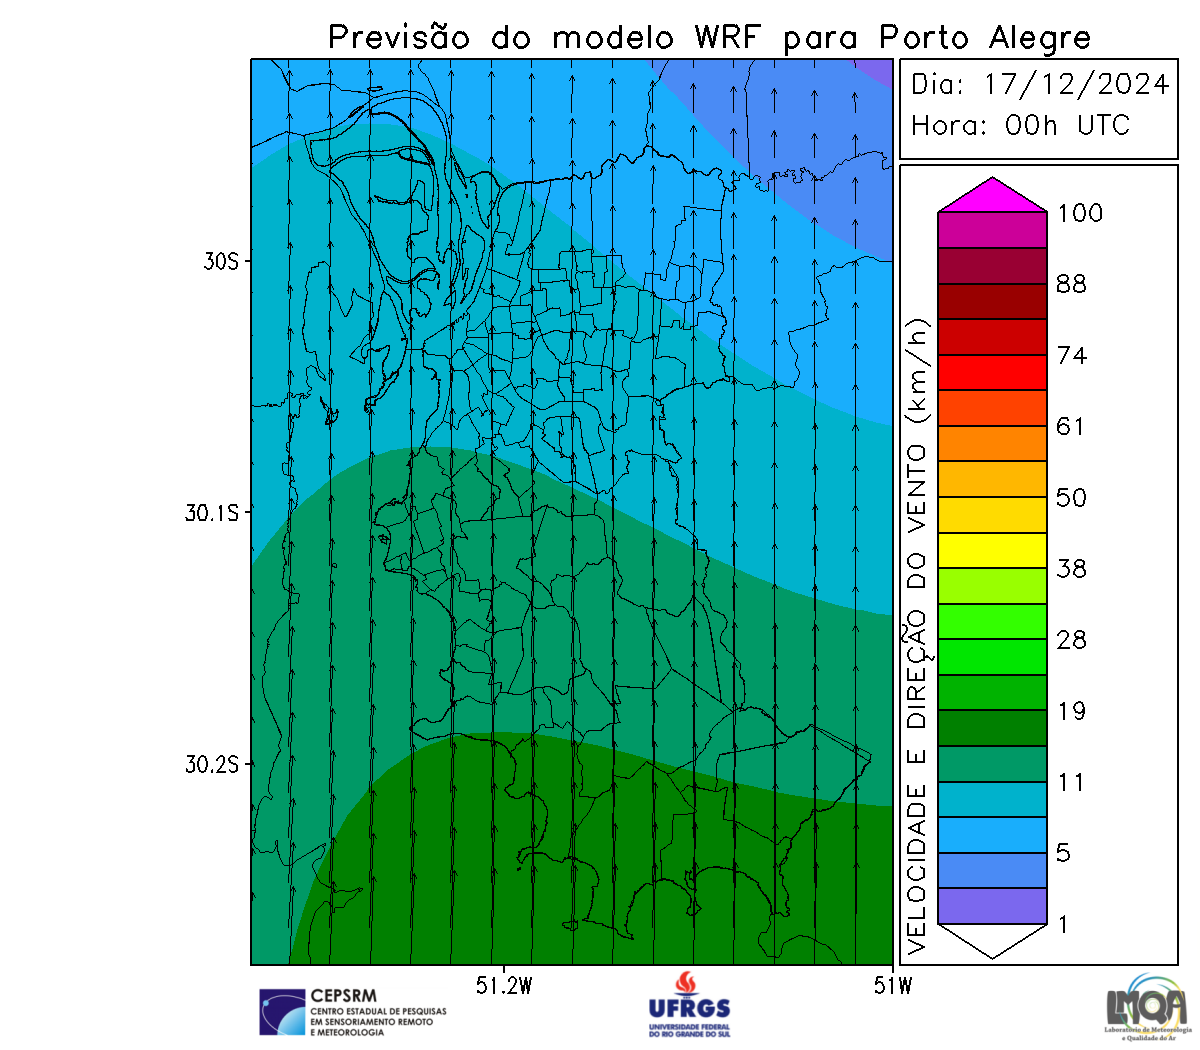 Previsão do modelo WRF para Porto Alegre
Dia: 17/12/2024
Hora: 00h UTC
30S
30.1S
30.2S
51.2W
51W
VELOCIDADE E DIREÇÃO DO VENTO (km/h)
100
88
74
61
50
38
28
19
11
5
1
CEPSRM
CENTRO ESTADUAL DE PESQUISAS
EM SENSORIAMENTO REMOTO
E METEOROLOGIA
UFRGS
UNIVERSIDADE FEDERAL
DO RIO GRANDE DO SUL
LMQA
Laboratório de Meteorologia
e Qualidade do Ar